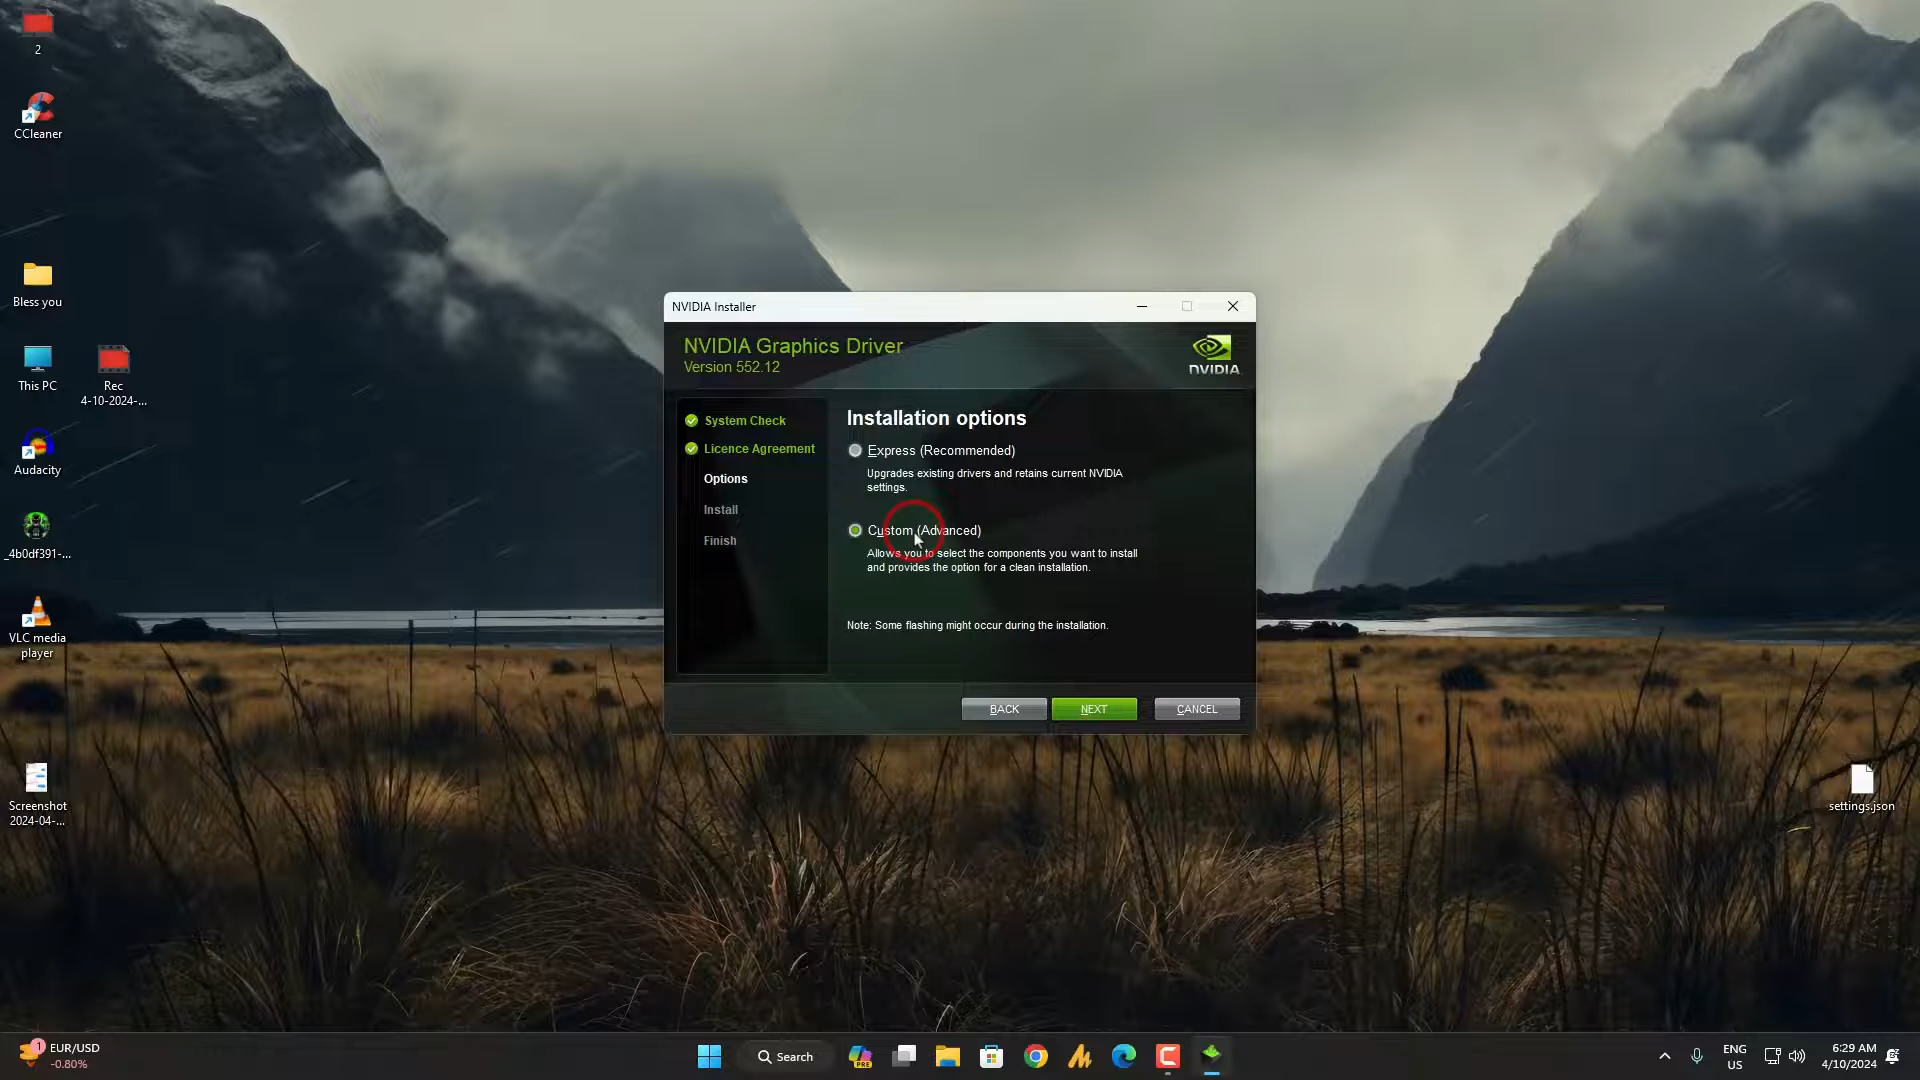 2
CCleaner
Bless you
This PC
Rec
4-10-2024-...
Audacity
_4b0df391-...
VLC media
player
Screenshot
2024-04-...
NVIDIA Installer
NVIDIA Graphics Driver
Version 552.12
NVIDIA
System Check
Licence Agreement
Options
Install
Finish
Installation options
Express (Recommended)
Upgrades existing drivers and retains current NVIDIA
settings.
Custom (Advanced)
Allows you to select the components you want to install
and provides the option for a clean installation.
Note: Some flashing might occur during the installation.
BACK
NEXT
CANCEL
settings.json
1
EUR/USD
-0.80%
Search
PRE
ENG
US
6:29 AM
4/10/2024